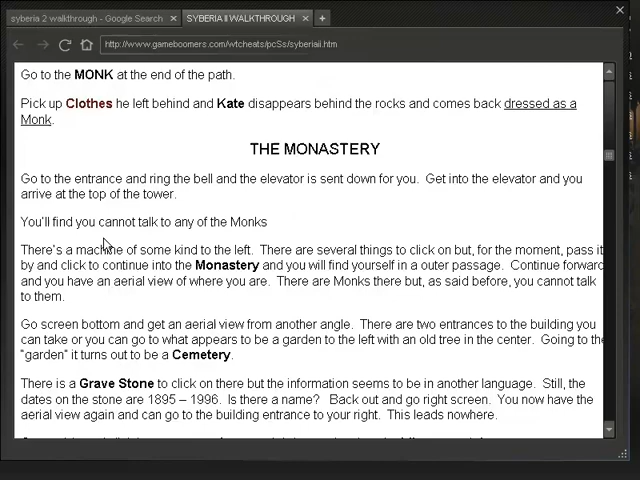 syberia 2 walkthrough - Google Search
SYBERIA II WALKTHROUGH
http://www.gameboomers.com/wtcheats/pcSs/syberiaii.htm
Go to the MONK at the end of the path.
Pick up Clothes he left behind and Kate disappears behind the rocks and comes back dressed as a
Monk.
THE MONASTERY
Go to the entrance and ring the bell and the elevator is sent down for you. Get into the elevator and you
arrive at the top of the tower.
You'll find you cannot talk to any of the Monks
There's a machine of some kind to the left. There are several things to click on but, for the moment, pass it
by and click to continue into the Monastery and you will find yourself in a outer passage. Continue forward
and you have an aerial view of where you are. There are Monks there but, as said before, you cannot talk
to them.
Go screen bottom and get an aerial view from another angle. There are two entrances to the building you
can take or you can go to what appears to be a garden to the left with an old tree in the center. Going to the
"garden" it turns out to be a Cemetery.
There is a Grave Stone to click on there but the information seems to be in another language. Still, the
dates on the stone are 1895 – 1996. Is there a name? Back out and go right screen. You now have the
aerial view again and can go to the building entrance to your right. This leads nowhere.